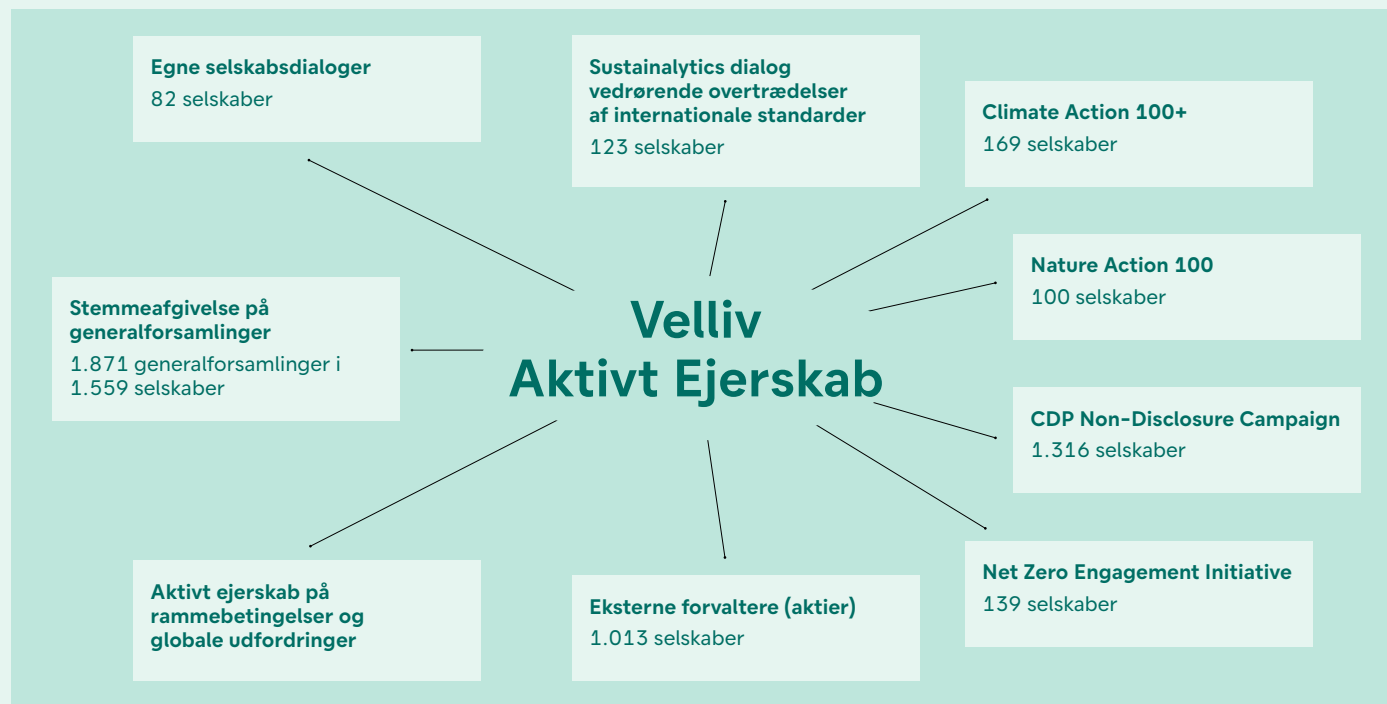 Egne selskabsdialoger
82 selskaber
Sustainalytics dialog
vedrørende overtrædelser
af internationale standarder
123 selskaber
Climate Action 100+
169 selskaber
Nature Action 100
100 selskaber
Stemmeafgivelse på
generalforsamlinger
1.871 generalforsamlinger i
1.559 selskaber
Velliv
Aktivt Ejerskab
CDP Non-Disclosure Campaign
1.316 selskaber
Net Zero Engagement Initiative
139 selskaber
Aktivt ejerskab på
rammebetingelser og
globale udfordringer
Eksterne forvaltere (aktier)
1.013 selskaber